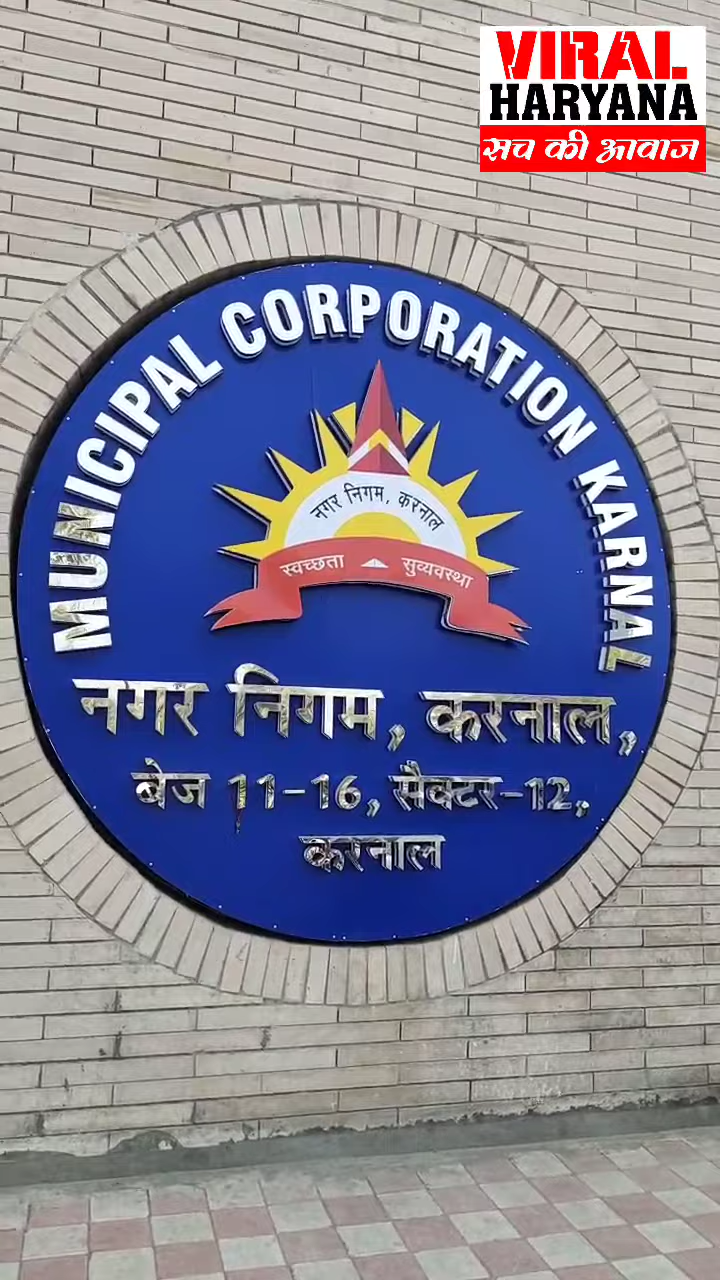 VIRAL
HARYANA
सच की आवाज
MUNICIPAL CORPORATION KARNAL
नगर निगम, करनाल
स्वच्छता सुव्यवस्था
नगर निगम, करनाल,
बेज 11-16, सैक्टर-12,
करनाल